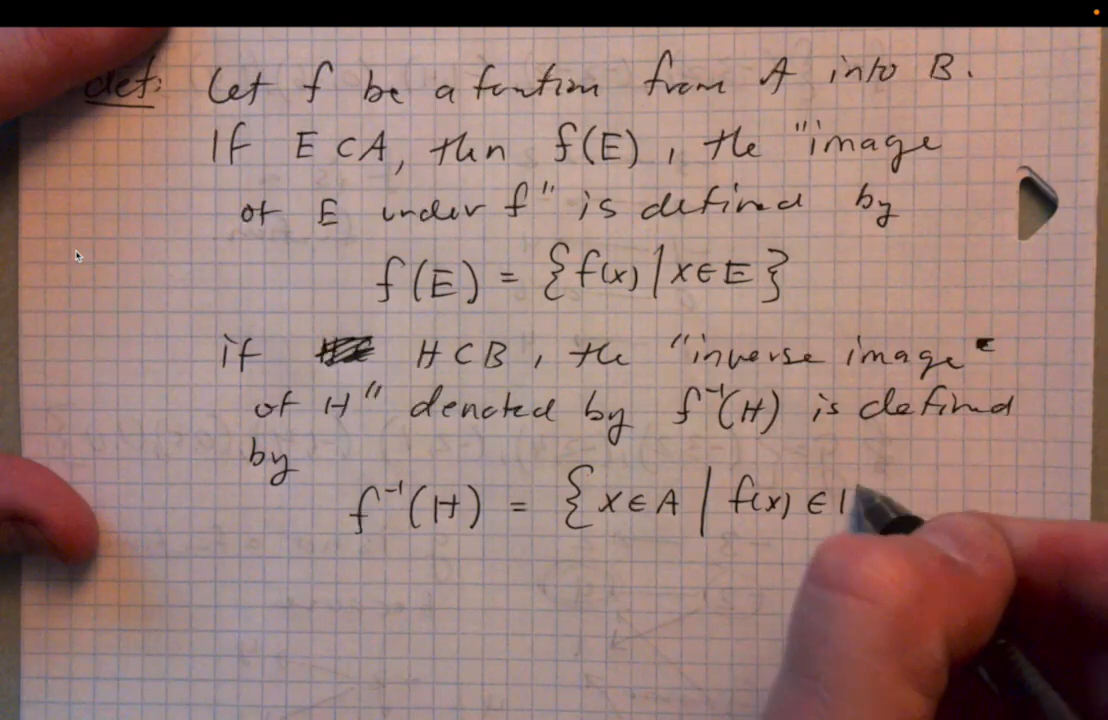 def: Let f be a function from A into B.
If E ⊂ A, then f(E), the "image
of E under f" is defined by
f(E) = {f(x) | x ∈ E}
if H ⊂ B, the "inverse image
of H" denoted by f⁻¹(H) is defined
by
f⁻¹(H) = {x ∈ A | f(x) ∈